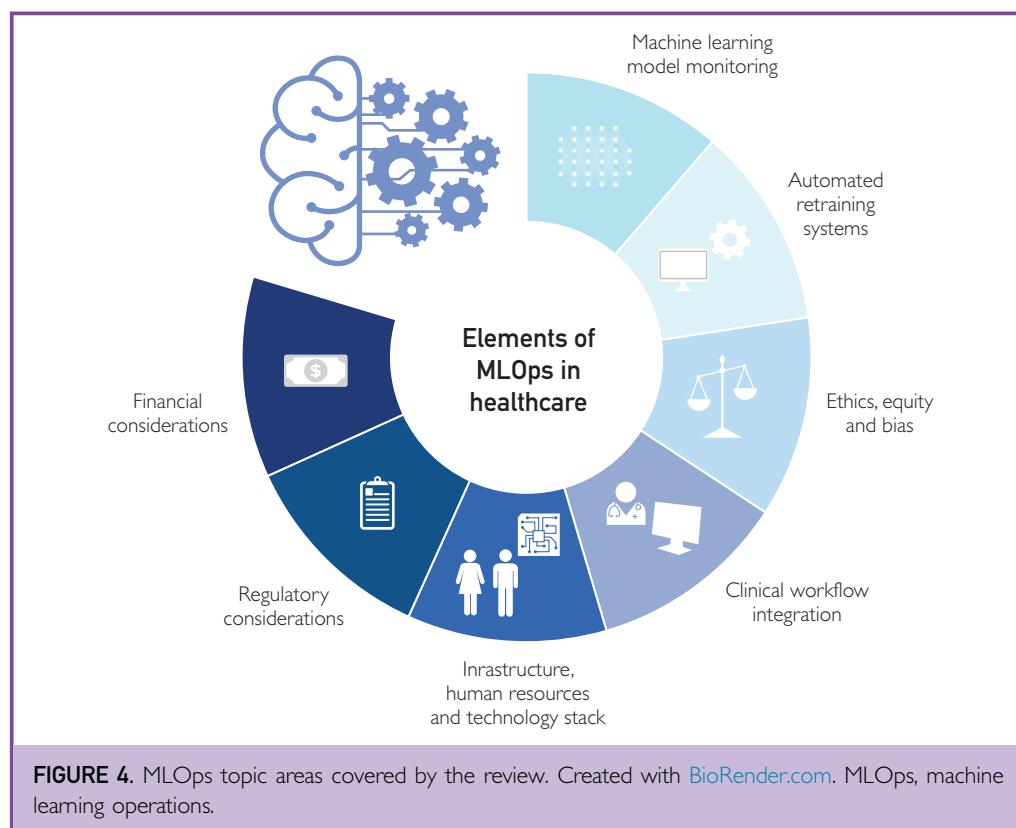 Machine learning
model monitoring
Automated
retraining
systems
Ethics, equity
and bias
Clinical workflow
integration
Inrastructure,
human resources
and technology stack
Regulatory
considerations
Financial
considerations
$
Elements of
MLOps in
healthcare
FIGURE 4. MLOps topic areas covered by the review. Created with BioRender.com. MLOps, machine
learning operations.